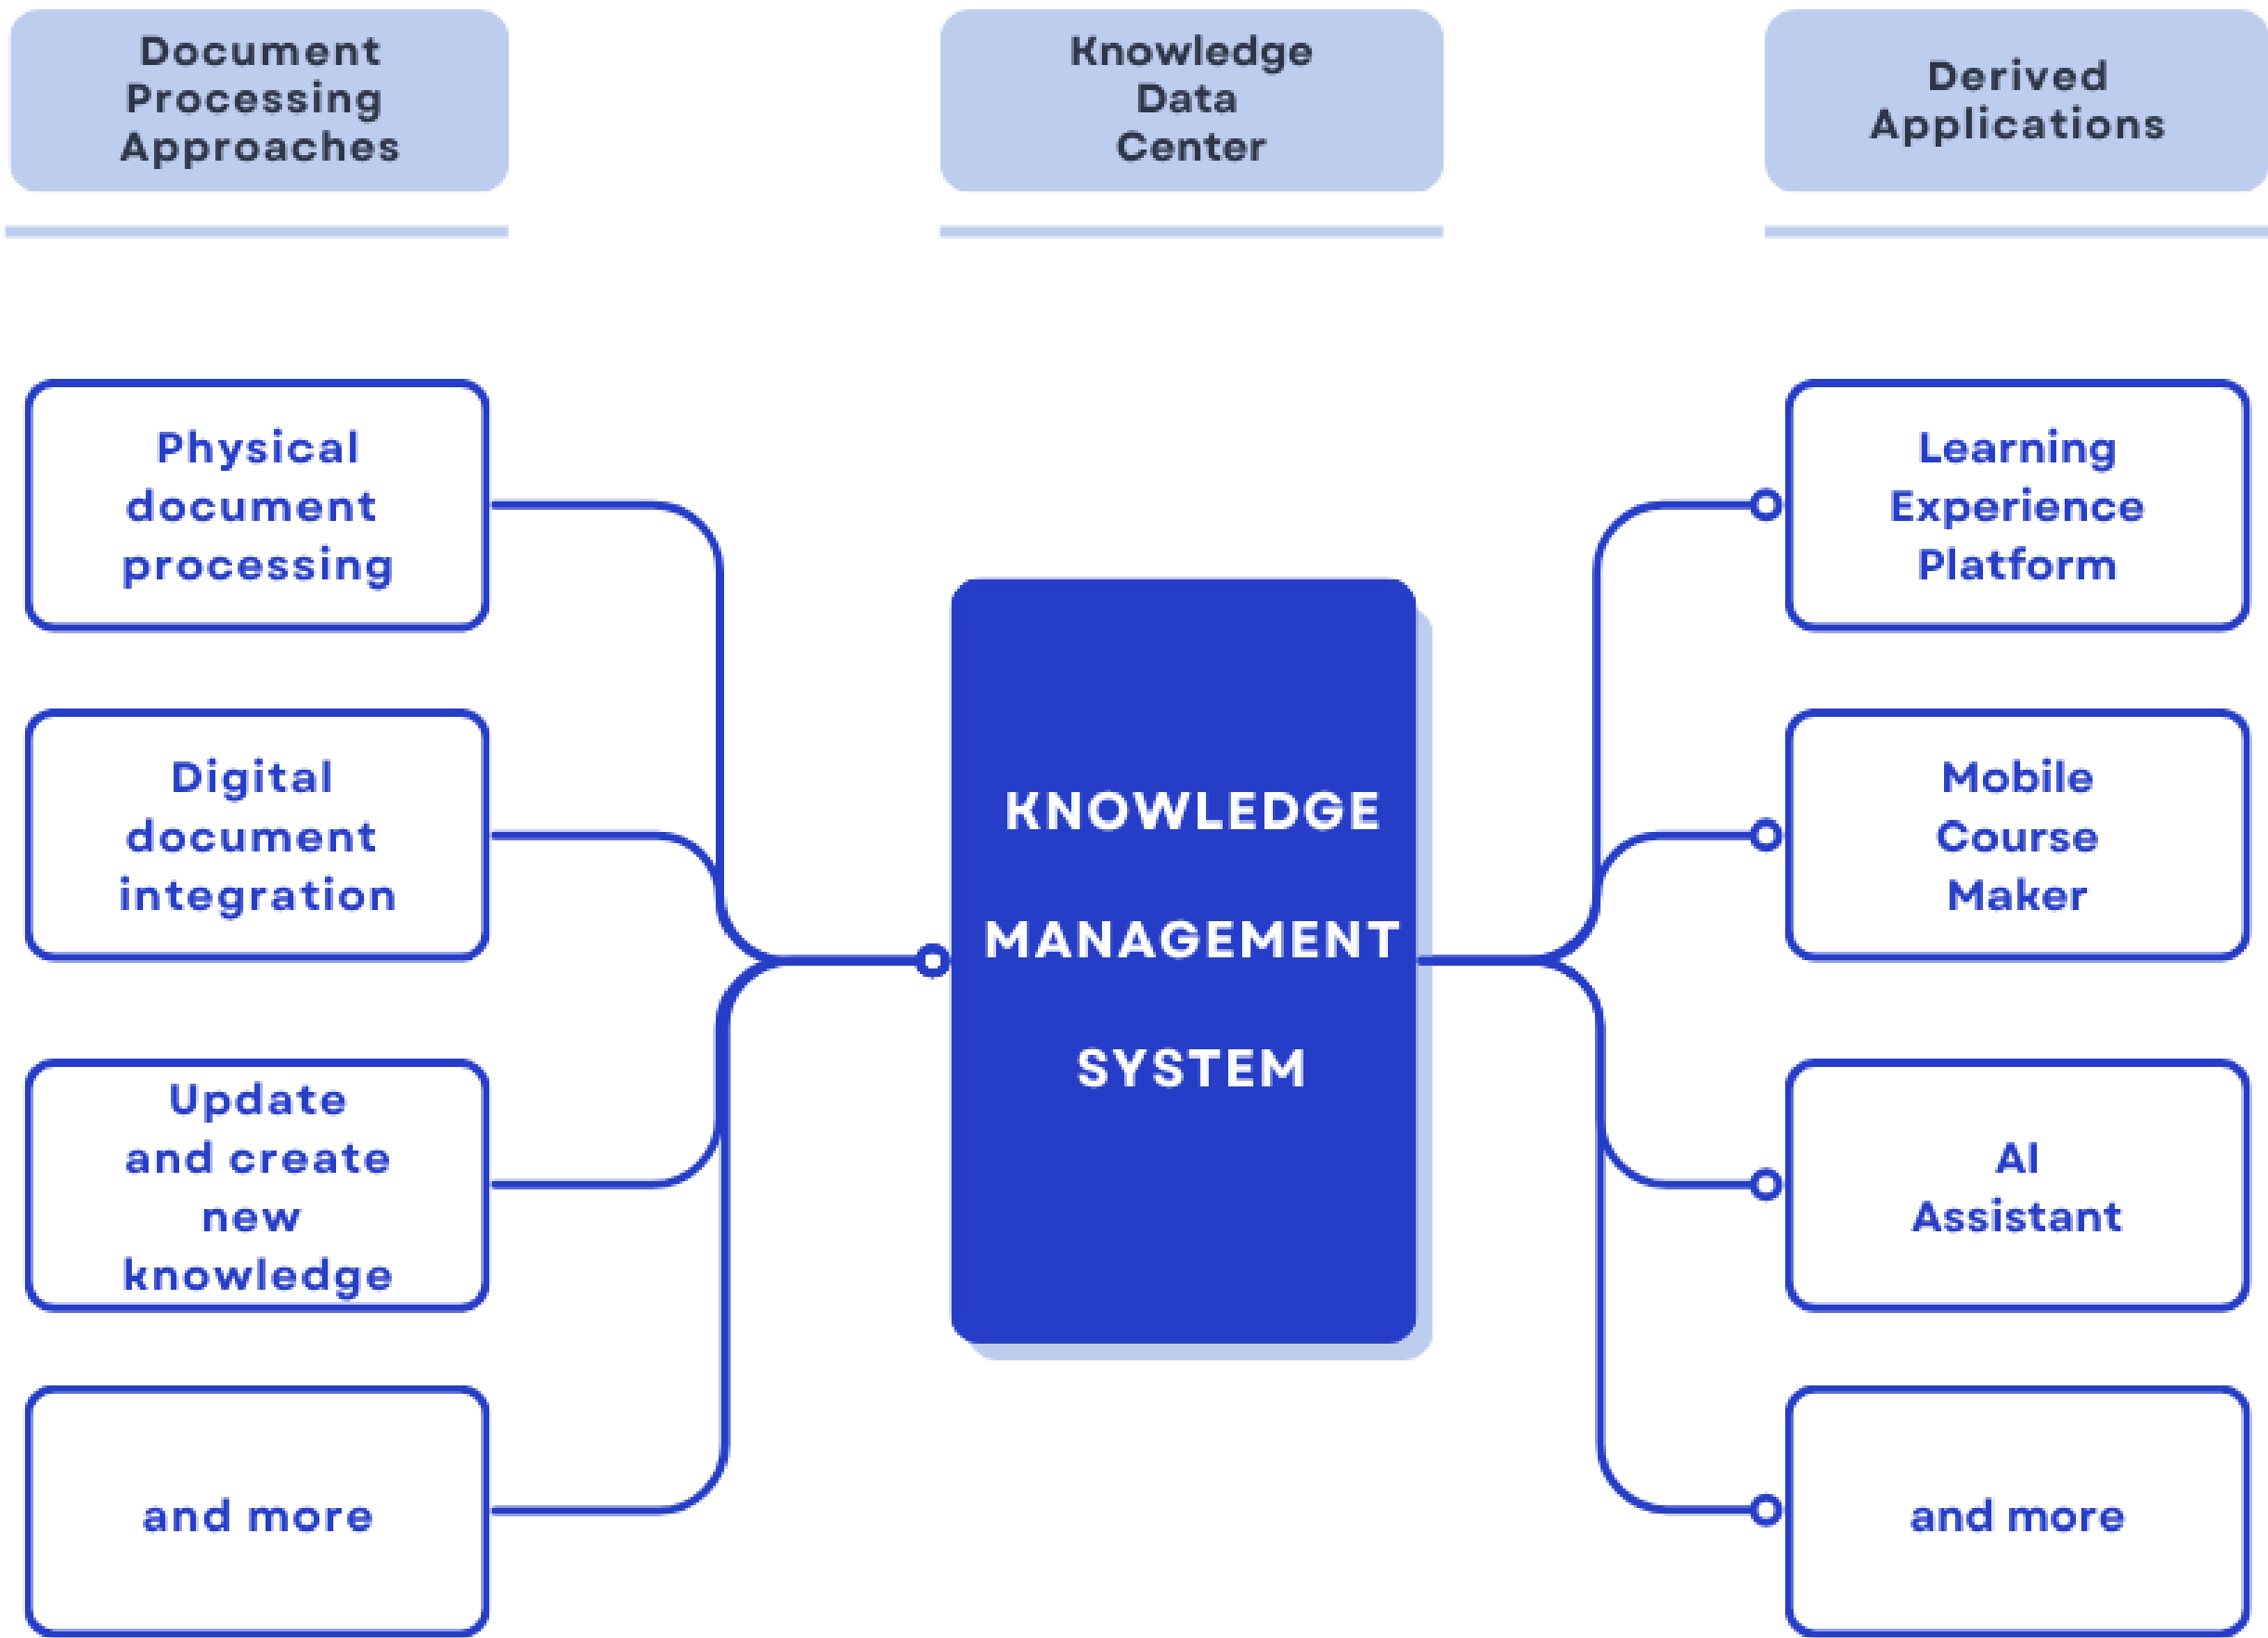 Document
Processing
Approaches
Knowledge
Data
Center
Derived
Applications
Physical
document
processing
Digital
document
integration
Update
and create
new
knowledge
and more
KNOWLEDGE
MANAGEMENT
SYSTEM
Learning
Experience
Platform
Mobile
Course
Maker
AI
Assistant
and more